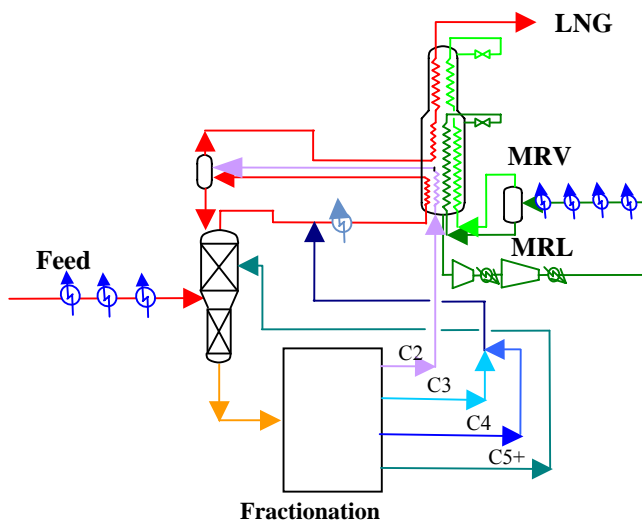 LNG
MRV
MRL
Feed
C2
C3
C4
C5+
Fractionation